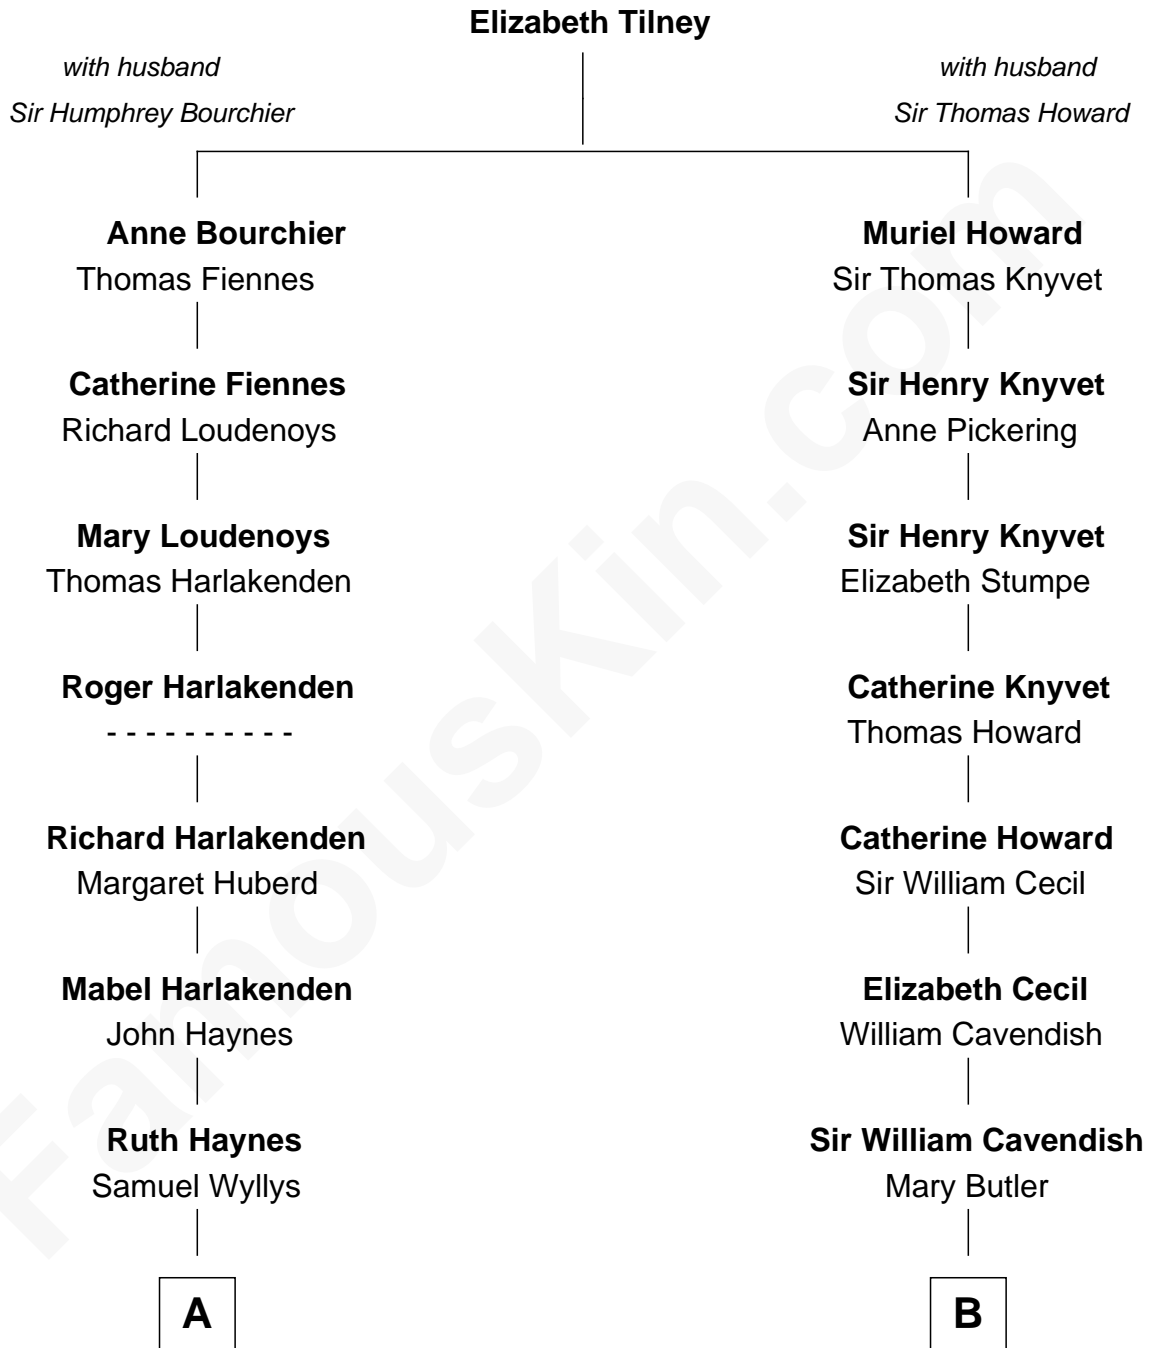 Elizabeth Tilney
with husband
Sir Humphrey Bourchier
with husband
Sir Thomas Howard
Anne Bourchier
Thomas Fiennes
Muriel Howard
Sir Thomas Knyvet
Catherine Fiennes
Richard Loudenoys
Sir Henry Knyvet
Anne Pickering
Mary Loudenoys
Thomas Harlakenden
Sir Henry Knyvet
Elizabeth Stumpe
Roger Harlakenden
- - - - - - - - - -
Catherine Knyvet
Thomas Howard
Richard Harlakenden
Margaret Huberd
Catherine Howard
Sir William Cecil
Mabel Harlakenden
John Haynes
Elizabeth Cecil
William Cavendish
Ruth Haynes
Samuel Wyllys
Sir William Cavendish
Mary Butler
A
B
FamousKin.com